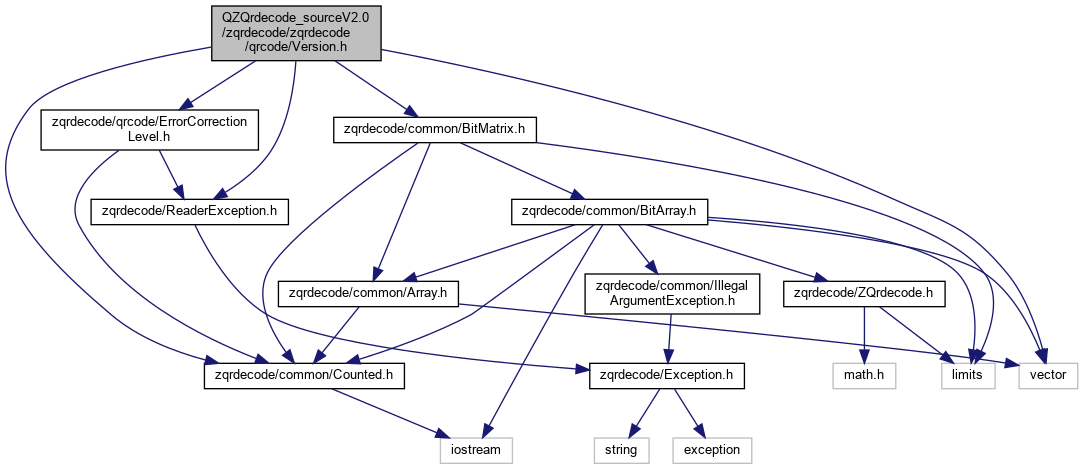 QZQrdecode_sourceV2.0
/zqrdecode/zqrdecode
/qrcode/Version.h
zqrdecode/qrcode/ErrorCorrection
Level.h
zqrdecode/common/BitMatrix.h
zqrdecode/ReaderException.h
zqrdecode/common/BitArray.h
zqrdecode/common/Array.h
zqrdecode/common/Illegal
ArgumentException.h
zqrdecode/ZQrdecode.h
zqrdecode/common/Counted.h
zqrdecode/Exception.h
math.h
limits
vector
iostream
string
exception